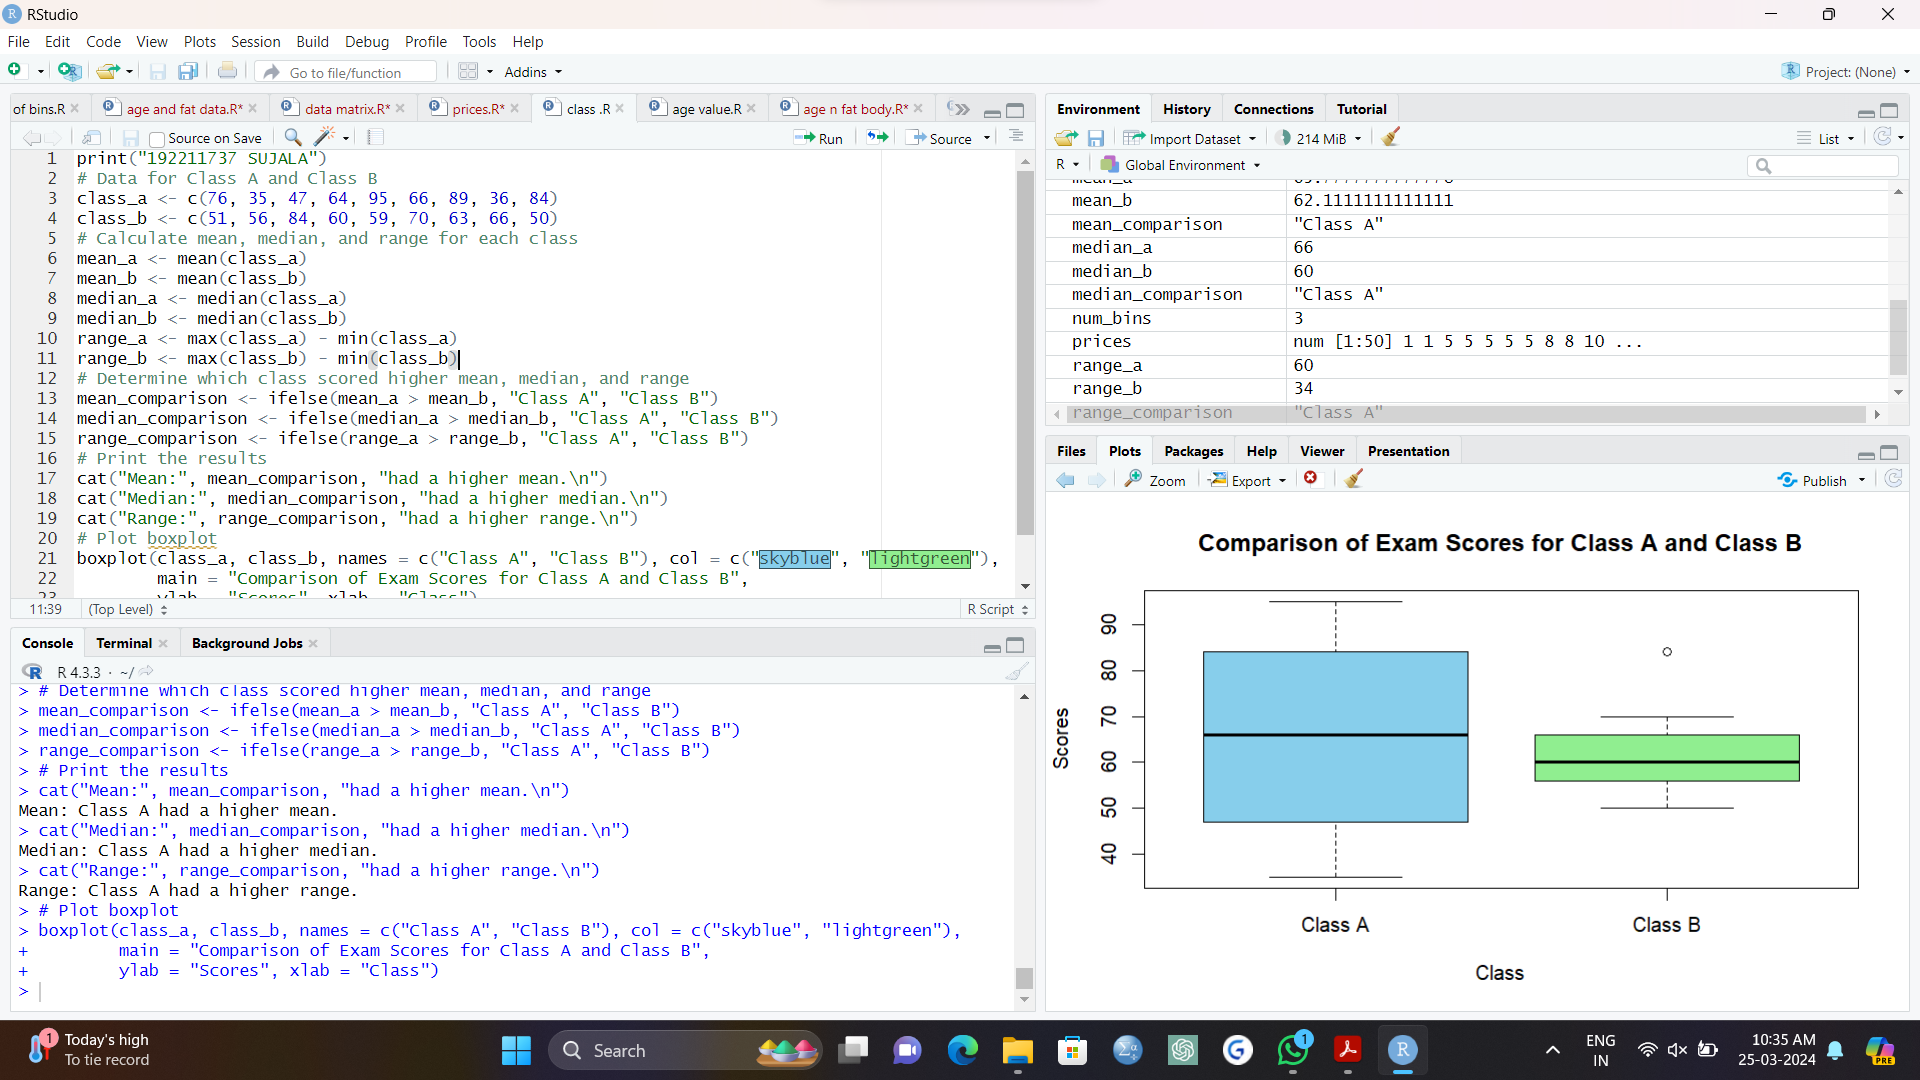 RStudio
File Edit Code View Plots Session Build Debug Profile Tools Help
Go to file/function Addins Project: (None)
of bins.R age and fat data.R* data matrix.R* prices.R* class .R age value.R age n fat body.R*
Source on Save Run Source
1 print("192211737 SUJALA")
2 # Data for Class A and Class B
3 class_a <- c(76, 35, 47, 64, 95, 66, 89, 36, 84)
4 class_b <- c(51, 56, 84, 60, 59, 70, 63, 66, 50)
5 # Calculate mean, median, and range for each class
6 mean_a <- mean(class_a)
7 mean_b <- mean(class_b)
8 median_a <- median(class_a)
9 median_b <- median(class_b)
10 range_a <- max(class_a) - min(class_a)
11 range_b <- max(class_b) - min(class_b)
12 # Determine which class scored higher mean, median, and range
13 mean_comparison <- ifelse(mean_a > mean_b, "Class A", "Class B")
14 median_comparison <- ifelse(median_a > median_b, "Class A", "Class B")
15 range_comparison <- ifelse(range_a > range_b, "Class A", "Class B")
16 # Print the results
17 cat("Mean:", mean_comparison, "had a higher mean.\n")
18 cat("Median:", median_comparison, "had a higher median.\n")
19 cat("Range:", range_comparison, "had a higher range.\n")
20 # Plot boxplot
21 boxplot(class_a, class_b, names = c("Class A", "Class B"), col = c("skyblue", "lightgreen"),
22 main = "Comparison of Exam Scores for Class A and Class B",
23 ylab = "Scores", xlab = "Class")
11:39 (Top Level) R Script
Console Terminal Background Jobs
R 4.3.3 · ~/
> # Determine which class scored higher mean, median, and range
> mean_comparison <- ifelse(mean_a > mean_b, "Class A", "Class B")
> median_comparison <- ifelse(median_a > median_b, "Class A", "Class B")
> range_comparison <- ifelse(range_a > range_b, "Class A", "Class B")
> # Print the results
> cat("Mean:", mean_comparison, "had a higher mean.\n")
Mean: Class A had a higher mean.
> cat("Median:", median_comparison, "had a higher median.\n")
Median: Class A had a higher median.
> cat("Range:", range_comparison, "had a higher range.\n")
Range: Class A had a higher range.
> # Plot boxplot
> boxplot(class_a, class_b, names = c("Class A", "Class B"), col = c("skyblue", "lightgreen"),
+ main = "Comparison of Exam Scores for Class A and Class B",
+ ylab = "Scores", xlab = "Class")
>
Environment History Connections Tutorial
Import Dataset 214 MiB List
R Global Environment
mean_a
mean_b 62.1111111111111
mean_comparison "Class A"
median_a 66
median_b 60
median_comparison "Class A"
num_bins 3
prices num [1:50] 1 1 5 5 5 5 5 8 8 10 ...
range_a 60
range_b 34
range_comparison "Class A"
Files Plots Packages Help Viewer Presentation
Zoom Export Publish
Comparison of Exam Scores for Class A and Class B
90
80
70
60
50
40
Scores
Class A Class B
Class
1 Today's high
To tie record
Search
1
PRE
ENG
IN
10:35 AM
25-03-2024